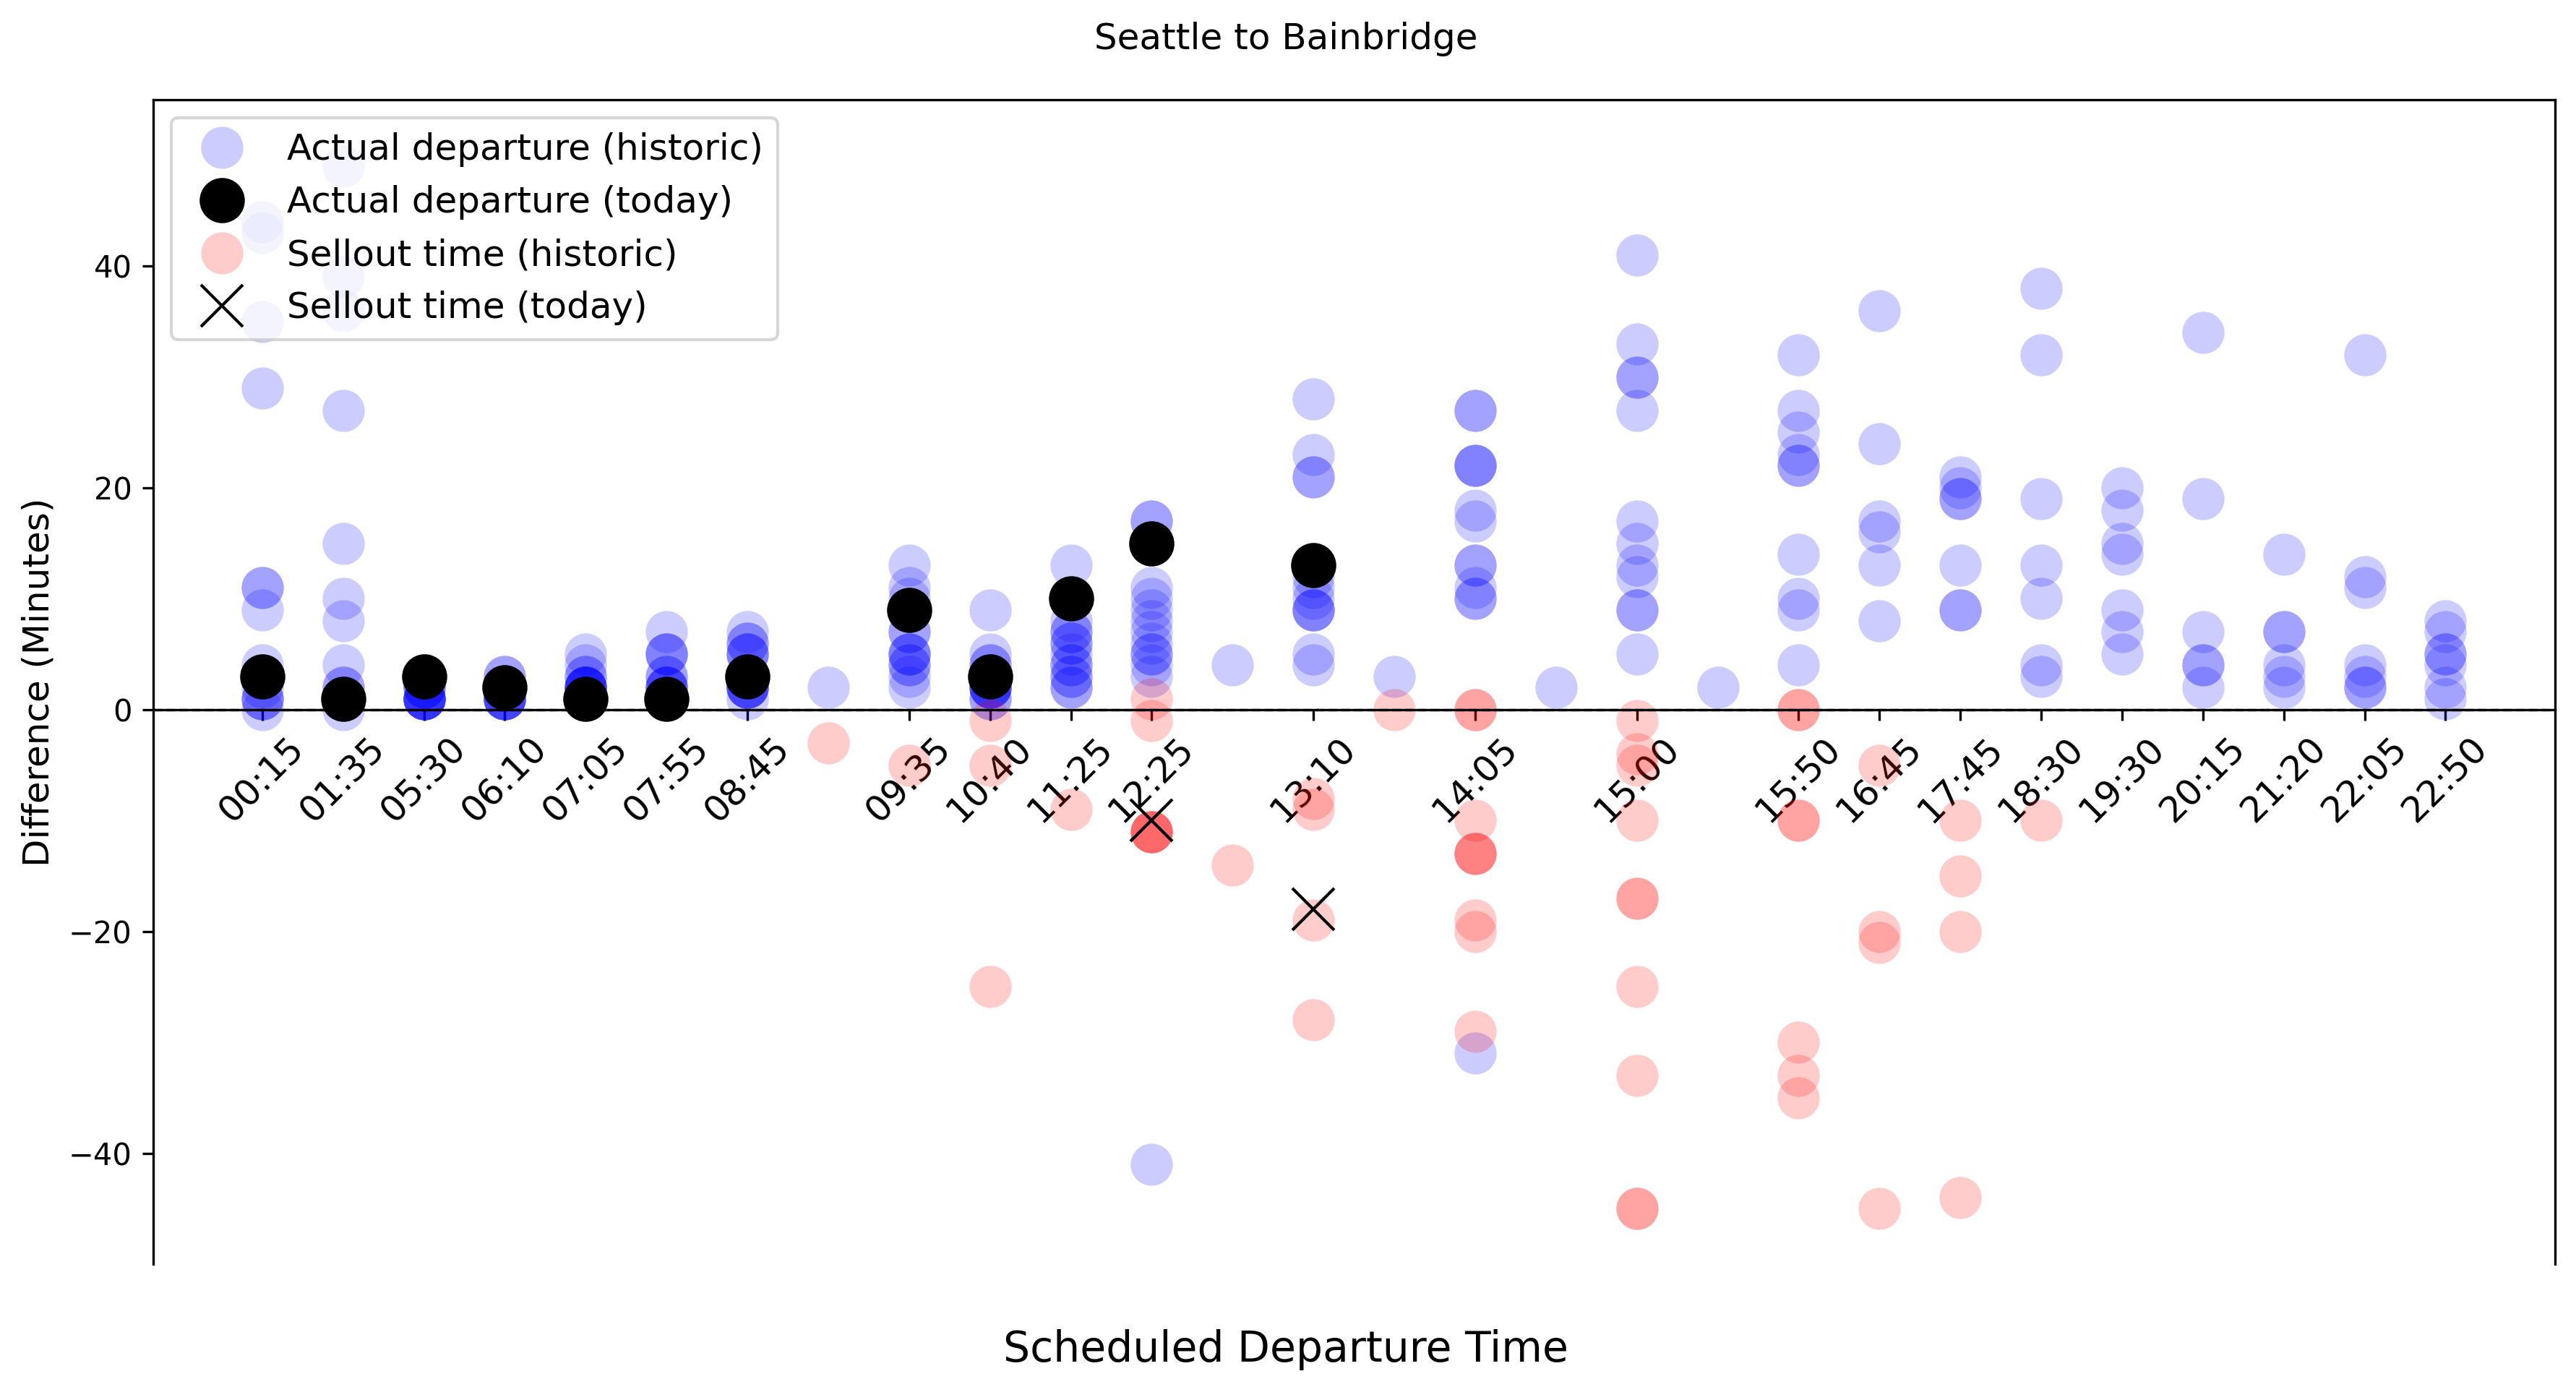 Seattle to Bainbridge
Actual departure (historic)
Actual departure (today)
Sellout time (historic)
Sellout time (today)
Difference (Minutes)
40
20
0
−20
−40
00:15 01:35 05:30 06:10 07:05 07:55 08:45 09:35 10:40 11:25 12:25 13:10 14:05 15:00 15:50 16:45 17:45 18:30 19:30 20:15 21:20 22:05 22:50
Scheduled Departure Time